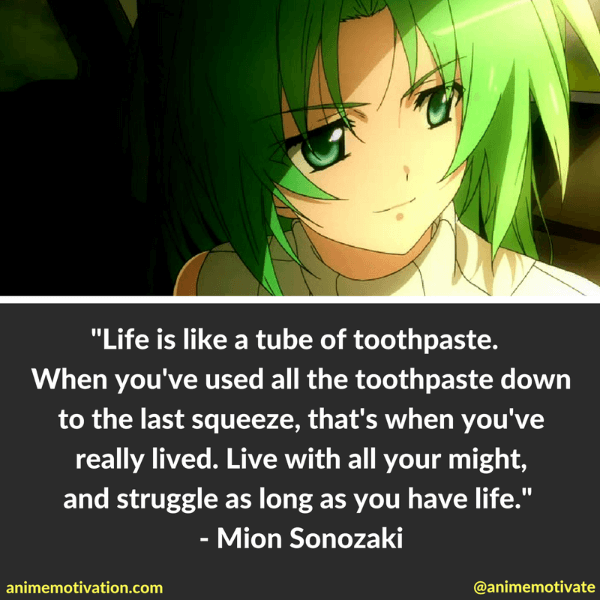 "Life is like a tube of toothpaste.
When you've used all the toothpaste down
to the last squeeze, that's when you've
really lived. Live with all your might,
and struggle as long as you have life."
- Mion Sonozaki
animemotivation.com
@animemotivate